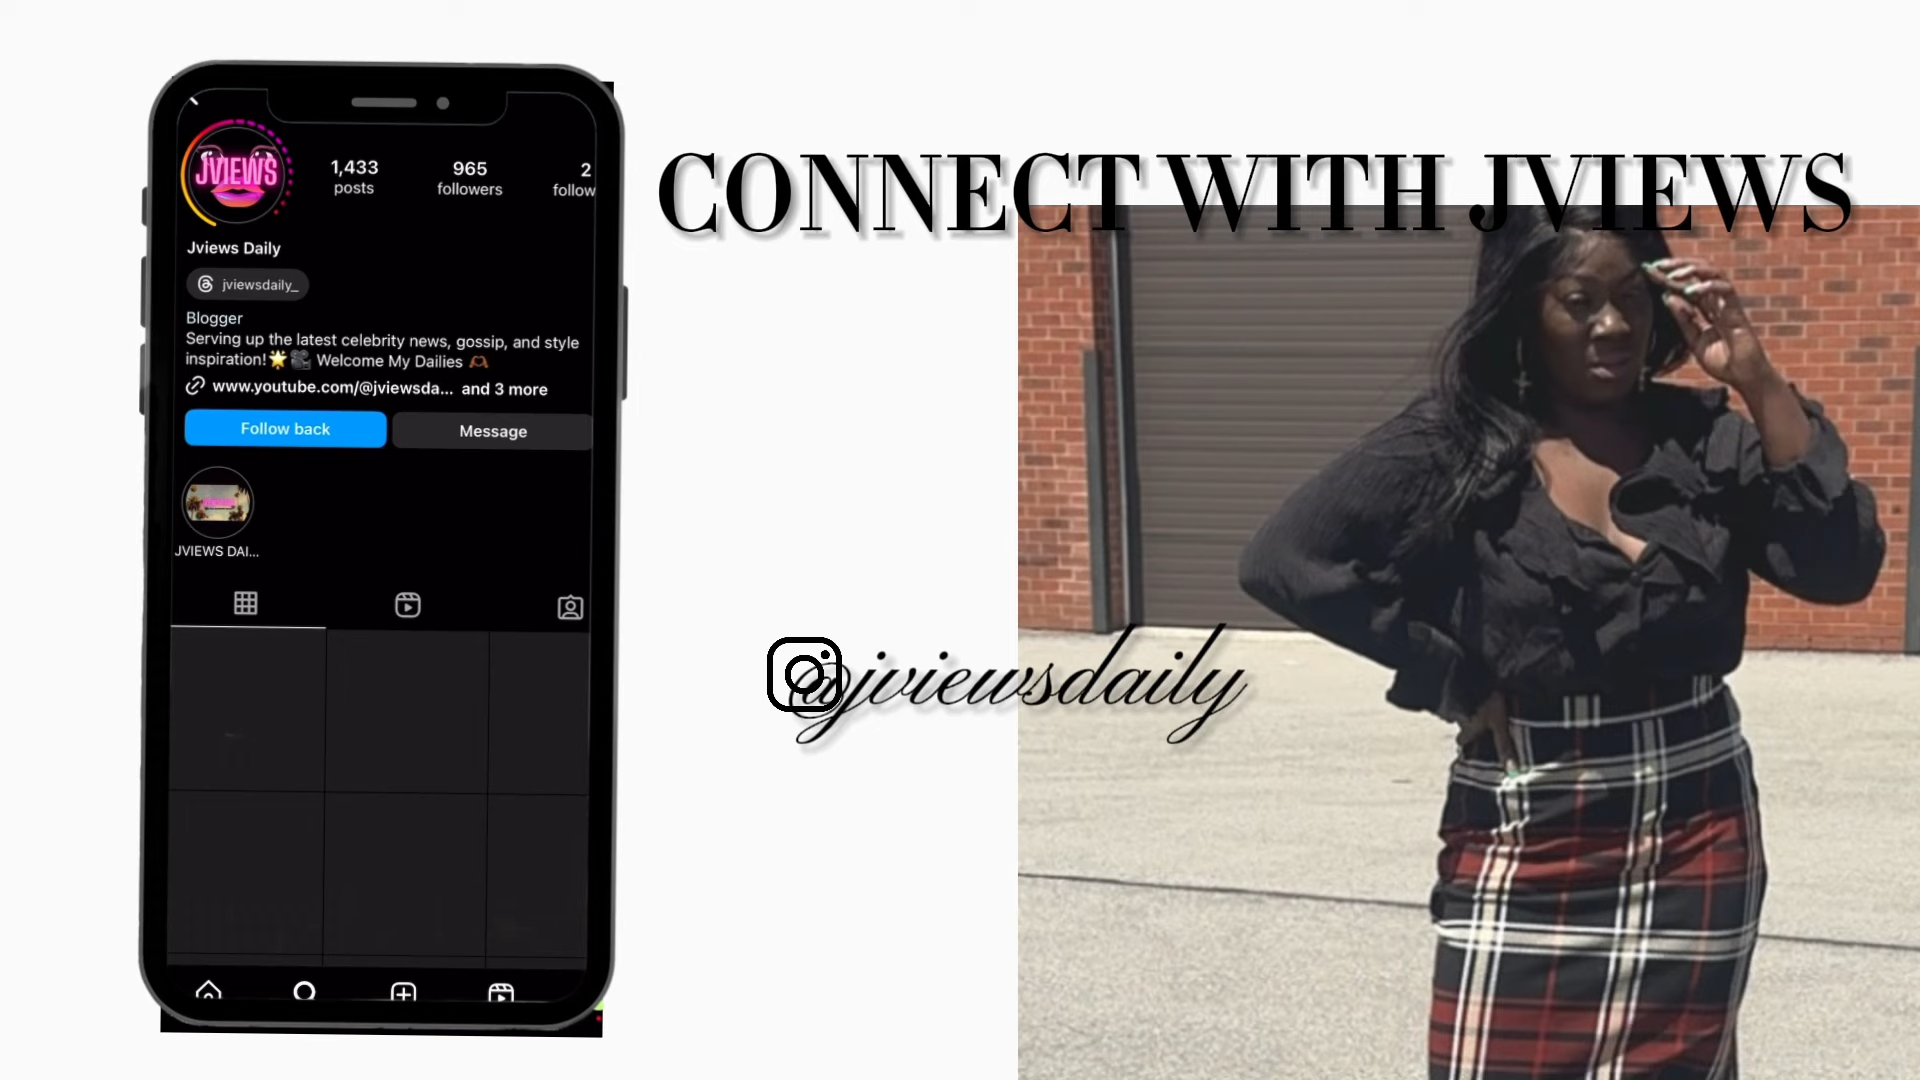 CONNECT WITH JVIEWS
JVIEWS
1,433
posts
965
followers
2
follow
Jviews Daily
jviewsdaily_
Blogger
Serving up the latest celebrity news, gossip, and style
inspiration!🌟🎥 Welcome My Dailies 🫶🏾
www.youtube.com/@jviewsda... and 3 more
Follow back
Message
JVIEWS DAI...
@jviewsdaily